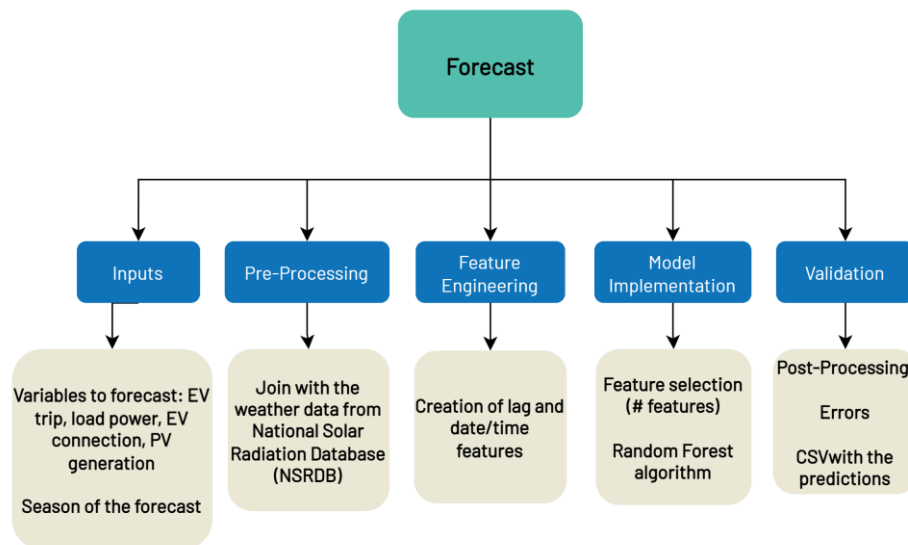 Forecast
Inputs
Pre-Processing
Feature
Engineering
Model
Implementation
Validation
Variables to forecast: EV
trip, load power, EV
connection, PV
generation
Season of the forecast
Join with the
weather data from
National Solar
Radiation Database
(NSRDB)
Creation of lag and
date/time
features
Feature selection
(# features)
Random Forest
algorithm
Post-Processing
Errors
CSVwith the
predictions